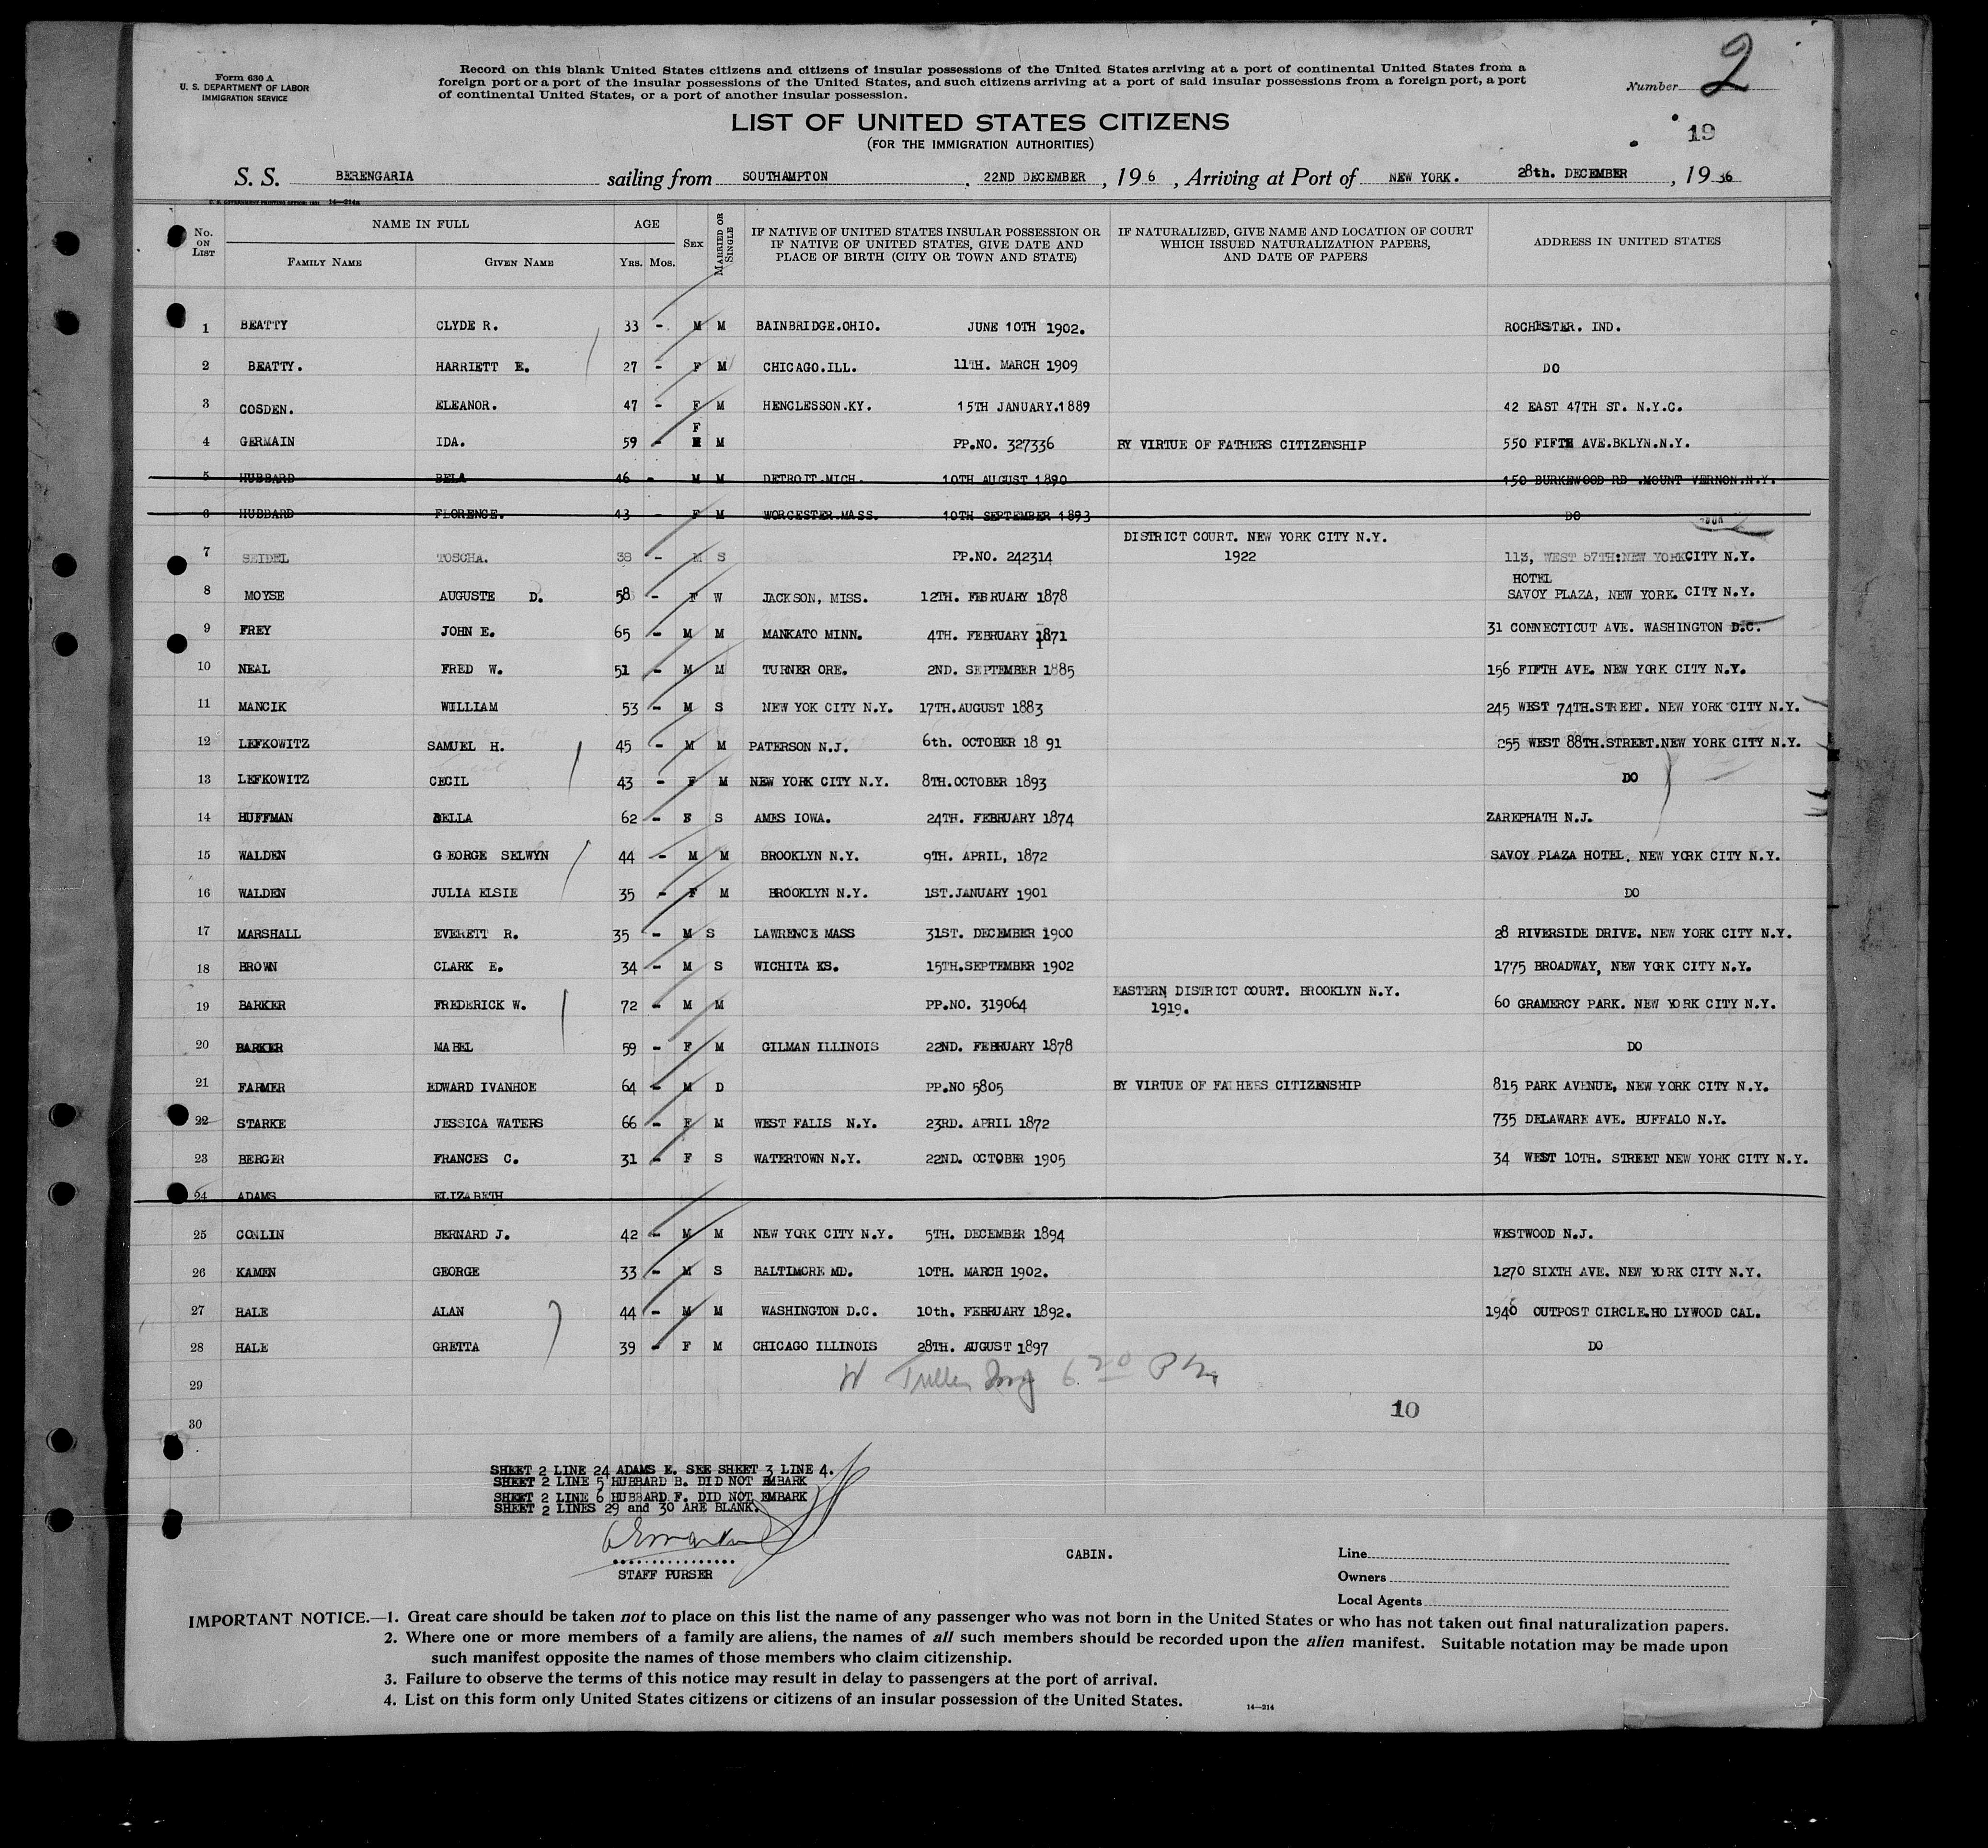 Form 630 A
U. S. DEPARTMENT OF LABOR
IMMIGRATION SERVICE
Record on this blank United States citizens and citizens of insular possessions of the United States arriving at a port of continental United States from a
foreign port or a port of the insular possessions of the United States, and such citizens arriving at a port of said insular possessions from a foreign port, a port
of continental United States, or a port of another insular possession.
Number 2
19
LIST OF UNITED STATES CITIZENS
(FOR THE IMMIGRATION AUTHORITIES)
S. S. BERENGARIA sailing from SOUTHAMPTON . 22ND DECEMBER , 19 6 , Arriving at Port of NEW YORK. 28th. DECEMBER , 19 36
U. S. GOVERNMENT PRINTING OFFICE: 1931 14—214a
No. ON LIST NAME IN FULL AGE SEX MARRIED OR SINGLE IF NATIVE OF UNITED STATES INSULAR POSSESSION OR IF NATIVE OF UNITED STATES, GIVE DATE AND PLACE OF BIRTH (CITY OR TOWN AND STATE) IF NATURALIZED, GIVE NAME AND LOCATION OF COURT WHICH ISSUED NATURALIZATION PAPERS, AND DATE OF PAPERS ADDRESS IN UNITED STATES
FAMILY NAME GIVEN NAME YRS. MOS.
1 BEATTY CLYDE R. 33 - M M BAINBRIDGE.OHIO. JUNE 10TH 1902. ROCHESTER. IND.
2 BEATTY. HARRIETT E. 27 - F M CHICAGO.ILL. 11TH. MARCH 1909 DO
3 COSDEN. ELEANOR. 47 - F M HENCLESSON.KY. 15TH JANUARY.1889 42 EAST 47TH ST. N.Y.C.
F
4 GERMAIN IDA. 59 - M M PP.NO. 327336 BY VIRTUE OF FATHERS CITIZENSHIP 550 FIFTH AVE.BKLYN.N.Y.
5 HUBBARD BELA 46 - M M DETROIT.MICH. 10TH AUGUST 1890 150 BURKEWOOD RD .MOUNT VERNON.N.Y.
6 HUBBARD FLORENCE. 43 - F M WORCESTER.MASS. 10TH SEPTEMBER 1893 DO
DISTRICT COURT. NEW YORK CITY N.Y.
7 SEIDEL TOSCHA. 38 - M S PP.NO. 242314 1922 113, WEST 57TH:NEW YORKCITY N.Y.
HOTEL
8 MOYSE AUGUSTE D. 58 - F W JACKSON, MISS. 12TH. FEBRUARY 1878 SAVOY PLAZA, NEW YORK. CITY N.Y.
9 FREY JOHN E. 65 - M M MANKATO MINN. 4TH. FEBRUARY 1871 31 CONNECTICUT AVE. WASHINGTON D.C.
10 NEAL FRED W. 51 - M M TURNER ORE. 2ND. SEPTEMBER 1885 156 FIFTH AVE. NEW YORK CITY N.Y.
11 MANCIK WILLIAM 53 - M S NEW YOK CITY N.Y. 17TH.AUGUST 1883 245 WEST 74TH.STREET. NEW YORK CITY N.Y.
12 LEFKOWITZ SAMUEL H. 45 - M M PATERSON N.J. 6th. OCTOBER 18 91 255 WEST 88TH.STREET.NEW YORK CITY N.Y.
13 LEFKOWITZ CECIL 43 - F M NEW YORK CITY N.Y. 8TH.OCTOBER 1893 DO
14 HUFFMAN DELLA 62 - F S AMES IOWA. 24TH. FEBRUARY 1874 ZAREPHATH N.J.
15 WALDEN G EORGE SELWYN 44 - M M BROOKLYN N.Y. 9TH. APRIL, 1872 SAVOY PLAZA HOTEL. NEW YORK CITY N.Y.
16 WALDEN JULIA ELSIE 35 - F M BROOKLYN N.Y. 1ST.JANUARY 1901 DO
17 MARSHALL EVERETT R. 35 - M S LAWRENCE MASS 31ST. DECEMBER 1900 28 RIVERSIDE DRIVE. NEW YORK CITY N.Y.
18 BROWN CLARK E. 34 - M S WICHITA KS. 15TH.SEPTEMBER 1902 1775 BROADWAY, NEW YORK CITY N.Y.
EASTERN DISTRICT COURT. BROOKLYN N.Y.
19 BARKER FREDERICK W. 72 - M M PP.NO. 319064 1919. 60 GRAMERCY PARK. NEW YORK CITY N.Y.
20 BARKER MABEL 59 - F M GILMAN ILLINOIS 22ND. FEBRUARY 1878 DO
21 FARMER EDWARD IVANHOE 64 - M D PP.NO 5805 BY VIRTUE OF FATHERS CITIZENSHIP 815 PARK AVENUE, NEW YORK CITY N.Y.
22 STARKE JESSICA WATERS 66 - F M WEST FALLS N.Y. 23RD. APRIL 1872 735 DELAWARE AVE. BUFFALO N.Y.
23 BERGER FRANCES C. 31 - F S WATERTOWN N.Y. 22ND. OCTOBER 1905 34 WEST 10TH. STREET NEW YORK CITY N.Y.
24 ADAMS ELIZABETH
25 CONLIN BERNARD J. 42 - M M NEW YORK CITY N.Y. 5TH. DECEMBER 1894 WESTWOOD N.J.
26 KAMEN GEORGE 33 - M S BALTIMORE MD. 10TH. MARCH 1902. 1270 SIXTH AVE. NEW YORK CITY N.Y.
27 HALE ALAN 44 - M M WASHINGTON D.C. 10th. FEBRUARY 1892. 1940 OUTPOST CIRCLE.HO LYWOOD CAL.
28 HALE GRETTA 39 - F M CHICAGO ILLINOIS 28TH. AUGUST 1897 DO
29
30
10
SHEET 2 LINE 24 ADAMS E. SEE SHEET 3 LINE 4.
SHEET 2 LINE 5 HUBBARD B. DID NOT EMBARK
SHEET 2 LINE 6 HUBBARD F. DID NOT EMBARK
SHEET 2 LINES 29 and 30 ARE BLANK.
STAFF PURSER
CABIN.
Line
Owners
Local Agents
IMPORTANT NOTICE.—1. Great care should be taken not to place on this list the name of any passenger who was not born in the United States or who has not taken out final naturalization papers.
2. Where one or more members of a family are aliens, the names of all such members should be recorded upon the alien manifest. Suitable notation may be made upon
such manifest opposite the names of those members who claim citizenship.
3. Failure to observe the terms of this notice may result in delay to passengers at the port of arrival.
4. List on this form only United States citizens or citizens of an insular possession of the United States.
14—214